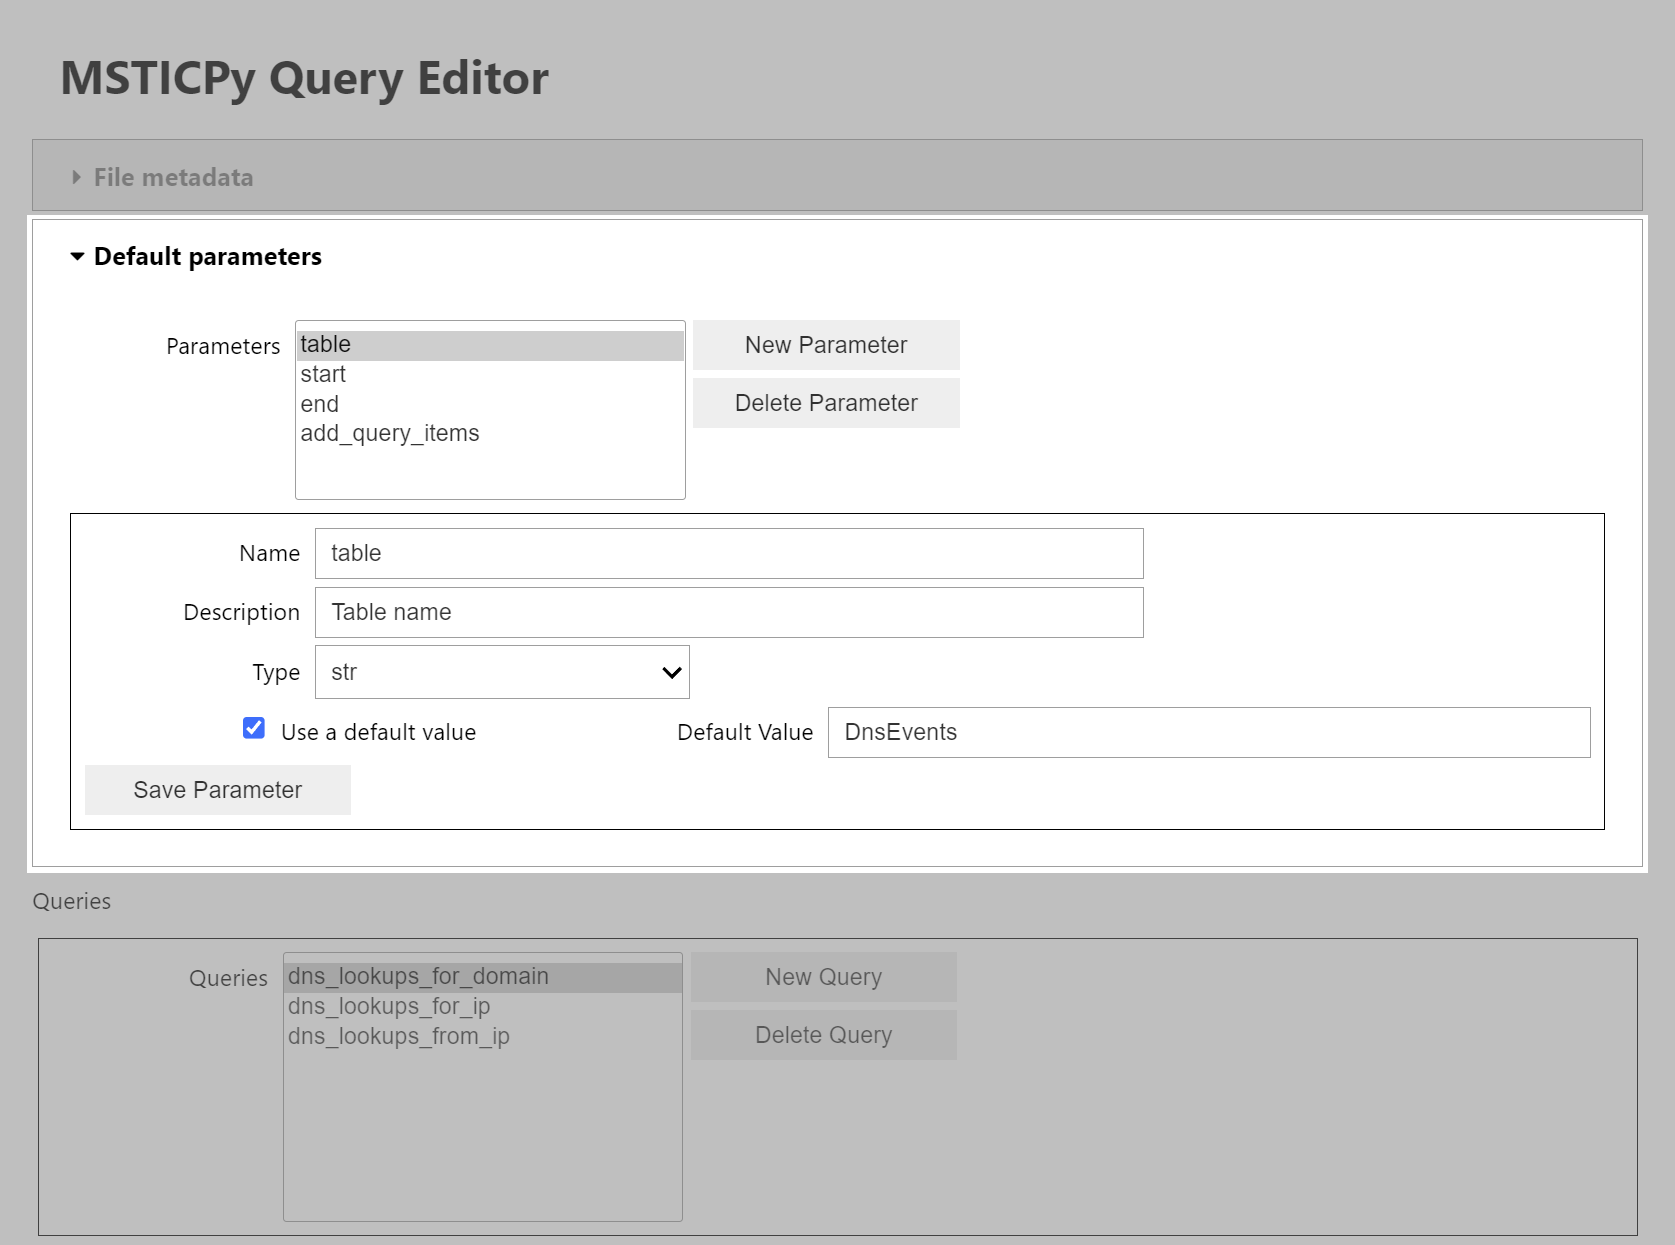 MSTICPy Query Editor
File metadata
Default parameters
Parameters
table
start
end
add_query_items
New Parameter
Delete Parameter
Name
table
Description
Table name
Type
str
Use a default value
Default Value
DnsEvents
Save Parameter
Queries
Queries
dns_lookups_for_domain
dns_lookups_for_ip
dns_lookups_from_ip
New Query
Delete Query